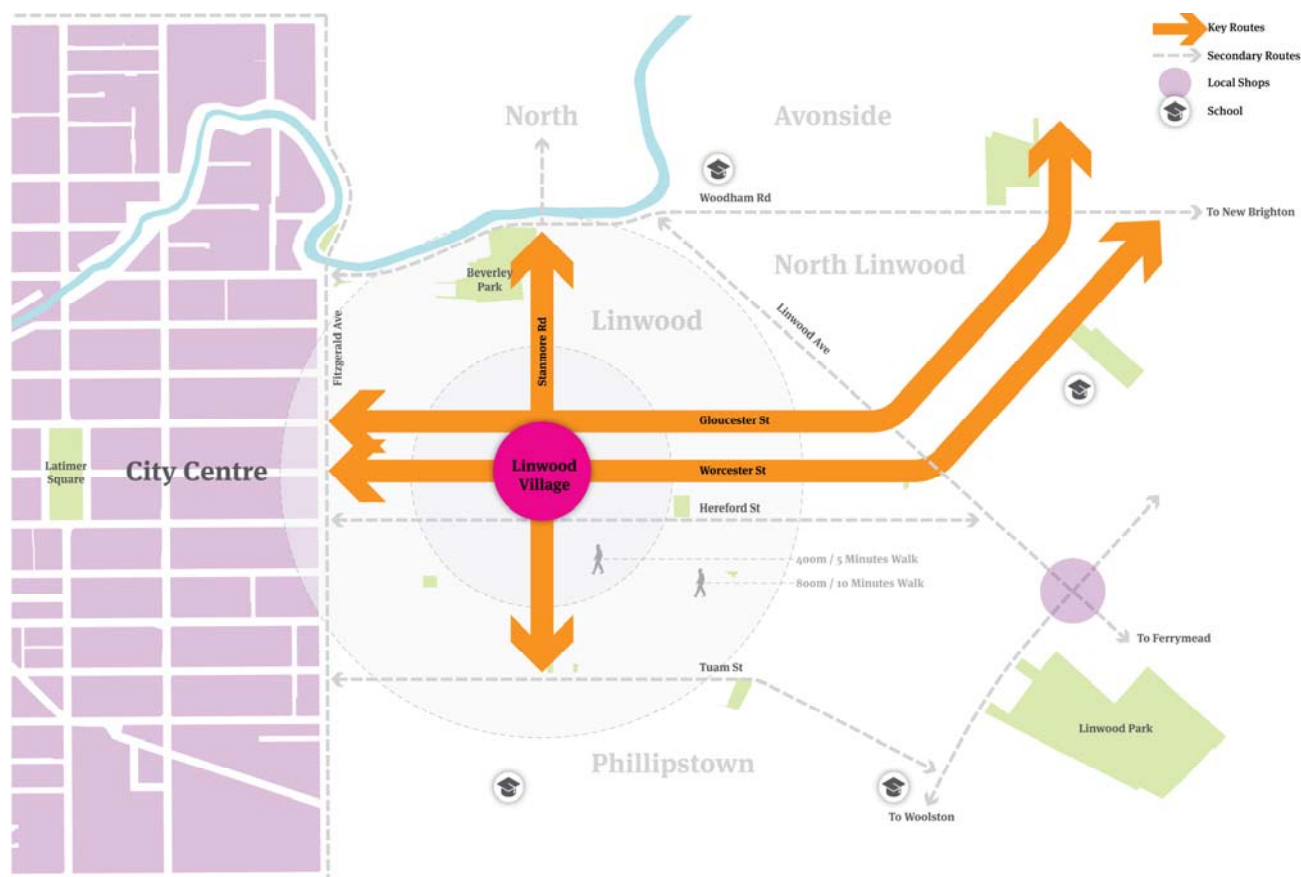 Key Routes
Secondary Routes
Local Shops
School
North
Avonside
Woodham Rd
To New Brighton
Beverley
Park
North Linwood
Linwood
Linwood Ave
Fitzgerald Ave
Stanmore Rd
Gloucester St
Latimer
Square
City Centre
Linwood
Village
Worcester St
Hereford St
400m / 5 Minutes Walk
800m / 10 Minutes Walk
To Ferrymead
Tuam St
Linwood Park
Phillipstown
To Woolston